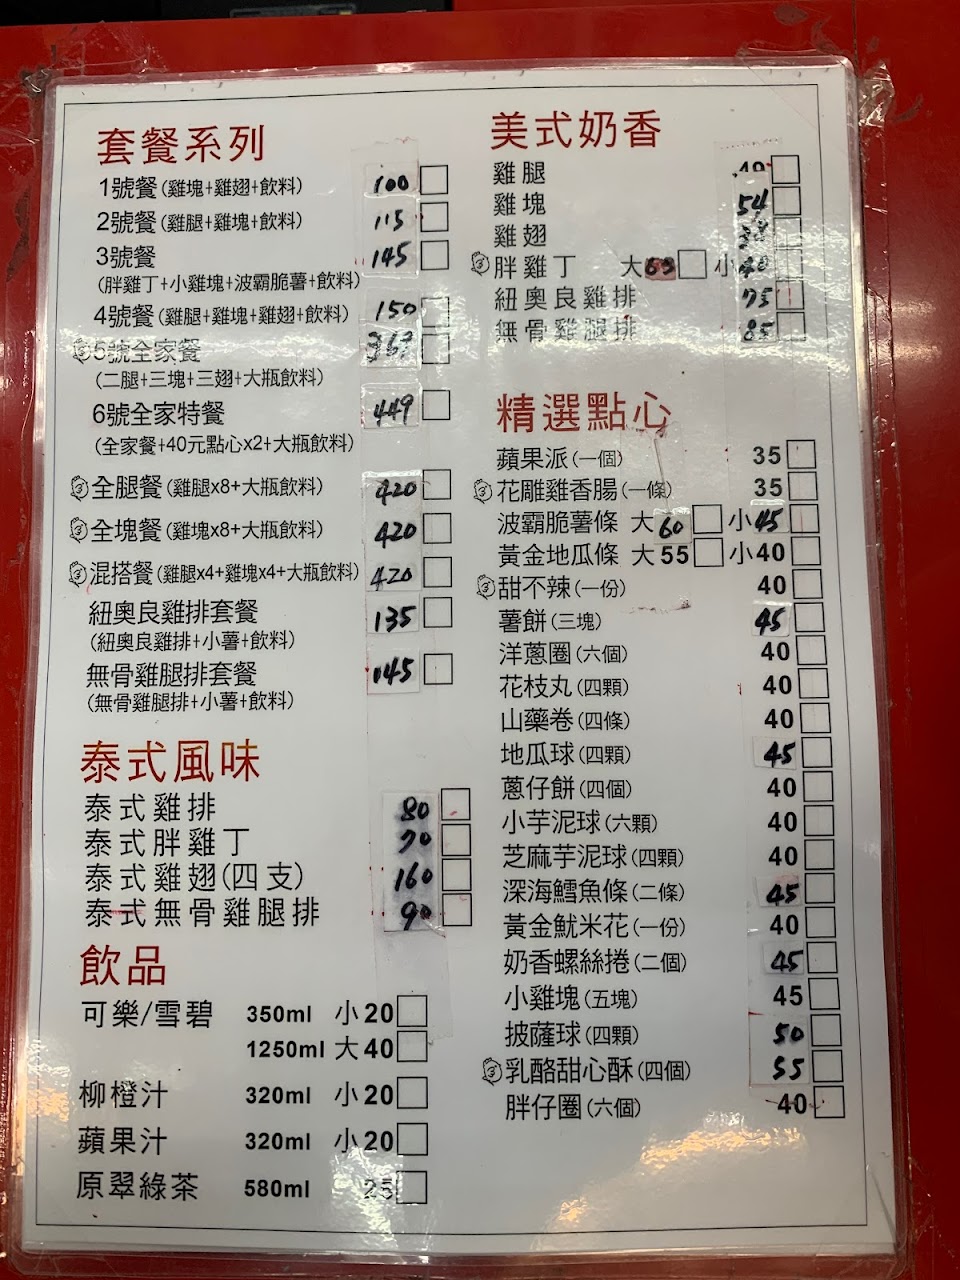 套餐系列
1號餐(雞塊+雞翅+飲料) 100
2號餐(雞腿+雞塊+飲料) 115
3號餐 145
(胖雞丁+小雞塊+波霸脆薯+飲料)
4號餐(雞腿+雞塊+雞翅+飲料) 150
5號全家餐 363
(二腿+三塊+三翅+大瓶飲料)
6號全家特餐 449
(全家餐+40元點心x2+大瓶飲料)
全腿餐(雞腿x8+大瓶飲料) 420
全塊餐(雞塊x8+大瓶飲料) 420
混搭餐(雞腿x4+雞塊x4+大瓶飲料) 420
紐奧良雞排套餐 135
(紐奧良雞排+小薯+飲料)
無骨雞腿排套餐 145
(無骨雞腿排+小薯+飲料)
泰式風味
泰式雞排 80
泰式胖雞丁 70
泰式雞翅(四支) 160
泰式無骨雞腿排 90
飲品
可樂/雪碧 350ml 小20
1250ml 大40
柳橙汁 320ml 小20
蘋果汁 320ml 小20
原翠綠茶 580ml 25
美式奶香
雞腿 49
雞塊 54
雞翅
胖雞丁 大65 小40
紐奧良雞排 75
無骨雞腿排 85
精選點心
蘋果派(一個) 35
花雕雞香腸(一條) 35
波霸脆薯條 大60 小45
黃金地瓜條 大55 小40
甜不辣(一份) 40
薯餅(三塊) 45
洋蔥圈(六個) 40
花枝丸(四顆) 40
山藥卷(四條) 40
地瓜球(四顆) 45
蔥仔餅(四個) 40
小芋泥球(六顆) 40
芝麻芋泥球(四顆) 40
深海鱈魚條(二條) 45
黃金魷米花(一份) 40
奶香螺絲捲(二個) 45
小雞塊(五塊) 45
披薩球(四顆) 50
乳酪甜心酥(四個) 55
胖仔圈(六個) 40